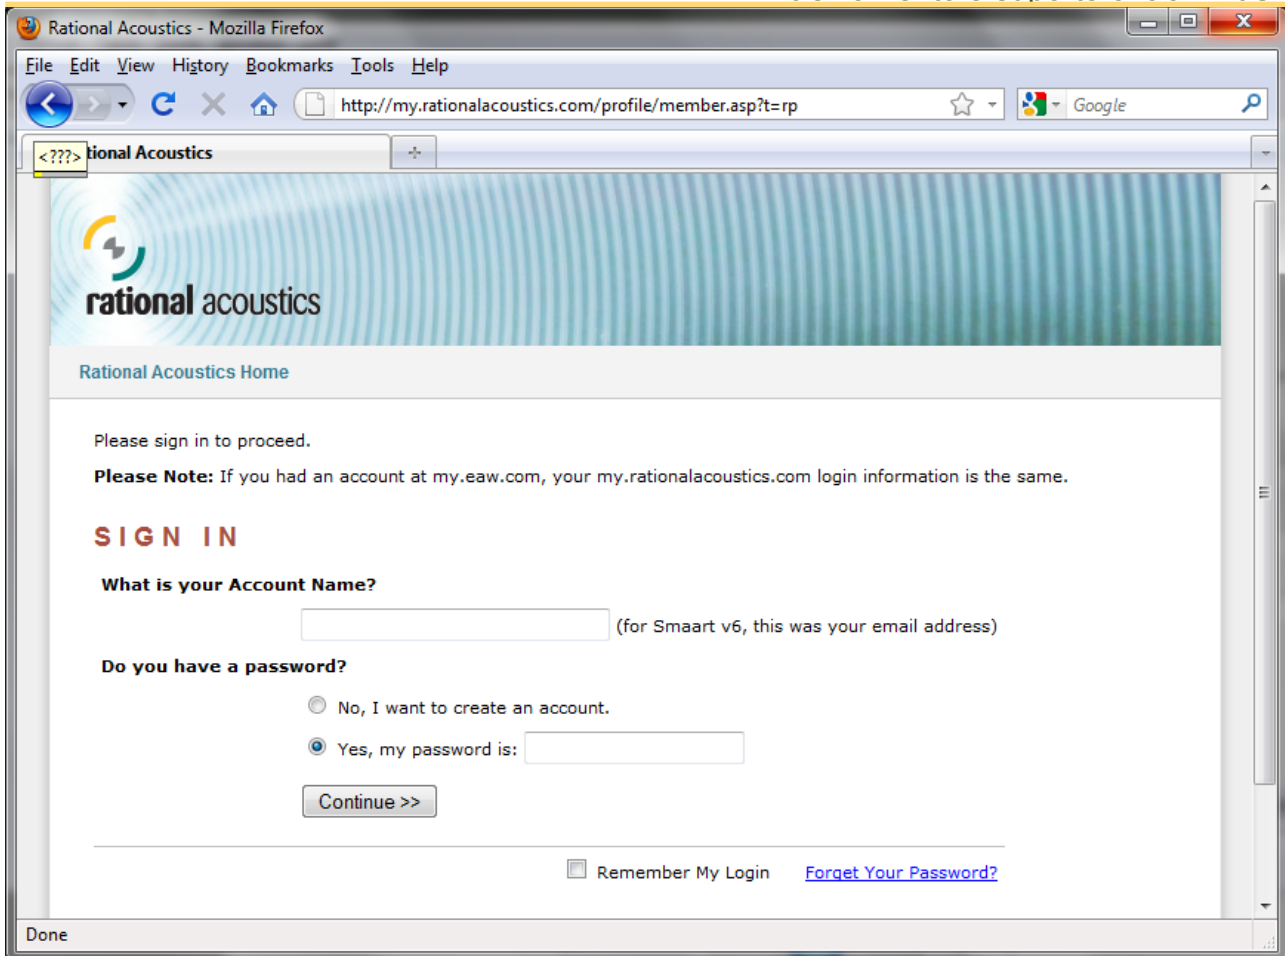 Rational Acoustics - Mozilla Firefox
File Edit View History Bookmarks Tools Help
http://my.rationalacoustics.com/profile/member.asp?t=rp
Google
<???> tional Acoustics
rational acoustics
Rational Acoustics Home
Please sign in to proceed.
Please Note: If you had an account at my.eaw.com, your my.rationalacoustics.com login information is the same.
SIGN IN
What is your Account Name?
(for Smaart v6, this was your email address)
Do you have a password?
No, I want to create an account.
Yes, my password is:
Continue >>
Remember My Login Forget Your Password?
Done